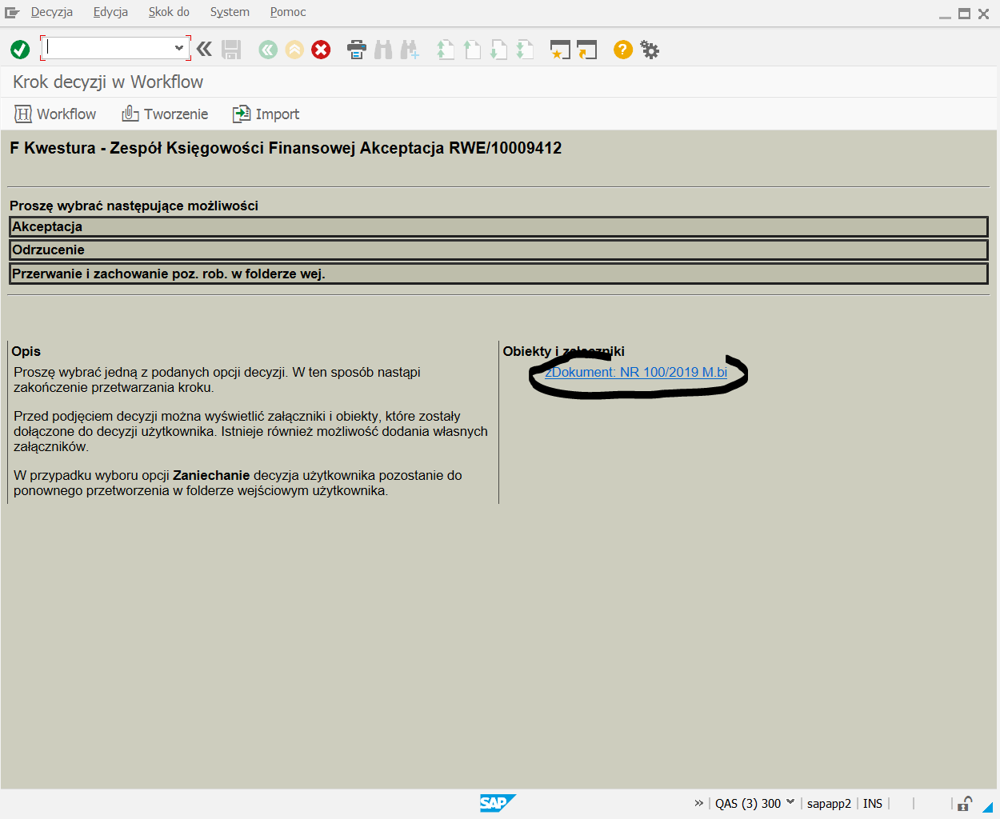 Decyzja Edycja Skok do System Pomoc
Krok decyzji w Workflow
Workflow Tworzenie Import
F Kwestura - Zespół Księgowości Finansowej Akceptacja RWE/10009412
Proszę wybrać następujące możliwości
Akceptacja
Odrzucenie
Przerwanie i zachowanie poz. rob. w folderze wej.
Opis
Proszę wybrać jedną z podanych opcji decyzji. W ten sposób nastąpi
zakończenie przetwarzania kroku.
Przed podjęciem decyzji można wyświetlić załączniki i obiekty, które zostały
dołączone do decyzji użytkownika. Istnieje również możliwość dodania własnych
załączników.
W przypadku wyboru opcji Zaniechanie decyzja użytkownika pozostanie do
ponownego przetworzenia w folderze wejściowym użytkownika.
Obiekty i załączniki
zDokument: NR 100/2019 M.bi
SAP
» QAS (3) 300 sapapp2 INS